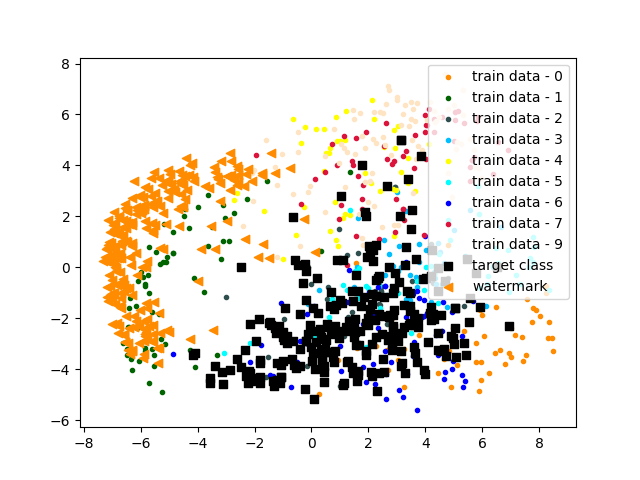 8
6
4
2
0
−2
−4
−6
−8
−6
−4
−2
0
2
4
6
8
train data - 0
train data - 1
train data - 2
train data - 3
train data - 4
train data - 5
train data - 6
train data - 7
train data - 9
target class
watermark